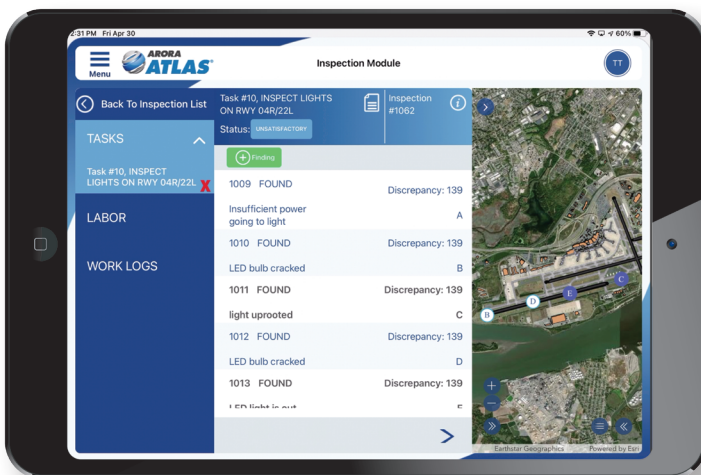 2:31 PM Fri Apr 30
60%
Menu
ARORA
ATLAS
Inspection Module
TT
Back To Inspection List
TASKS
Task #10, INSPECT
LIGHTS ON RWY 04R/22L
X
LABOR
WORK LOGS
Task #10, INSPECT LIGHTS
ON RWY 04R/22L
Inspection
#1062
i
Status: UNSATISFACTORY
Finding
1009 FOUND
Discrepancy: 139
Insufficient power
going to light
A
1010 FOUND
Discrepancy: 139
LED bulb cracked
B
1011 FOUND
Discrepancy: 139
light uprooted
C
1012 FOUND
Discrepancy: 139
LED bulb cracked
D
1013 FOUND
Discrepancy: 139
LED light is out
E
C
E
D
B
Earthstar Geographics
Powered by Esri